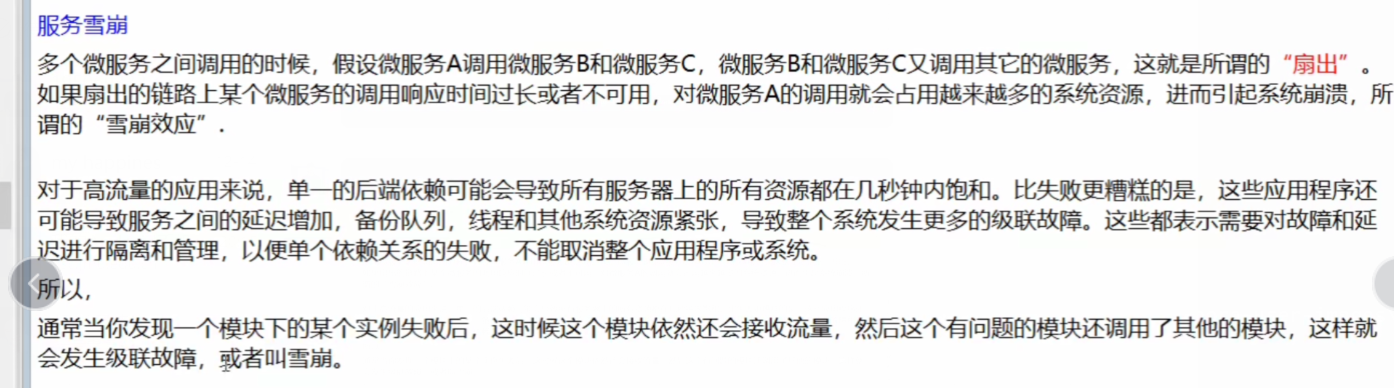 服务雪崩
多个微服务之间调用的时候，假设微服务A调用微服务B和微服务C，微服务B和微服务C又调用其它的微服务，这就是所谓的“扇出”。
如果扇出的链路上某个微服务的调用响应时间过长或者不可用，对微服务A的调用就会占用越来越多的系统资源，进而引起系统崩溃，所
谓的“雪崩效应”.
对于高流量的应用来说，单一的后端依赖可能会导致所有服务器上的所有资源都在几秒钟内饱和。比失败更糟糕的是，这些应用程序还
可能导致服务之间的延迟增加，备份队列，线程和其他系统资源紧张，导致整个系统发生更多的级联故障。这些都表示需要对故障和延
迟进行隔离和管理，以便单个依赖关系的失败，不能取消整个应用程序或系统。
所以，
通常当你发现一个模块下的某个实例失败后，这时候这个模块依然还会接收流量，然后这个有问题的模块还调用了其他的模块，这样就
会发生级联故障，或者叫雪崩。